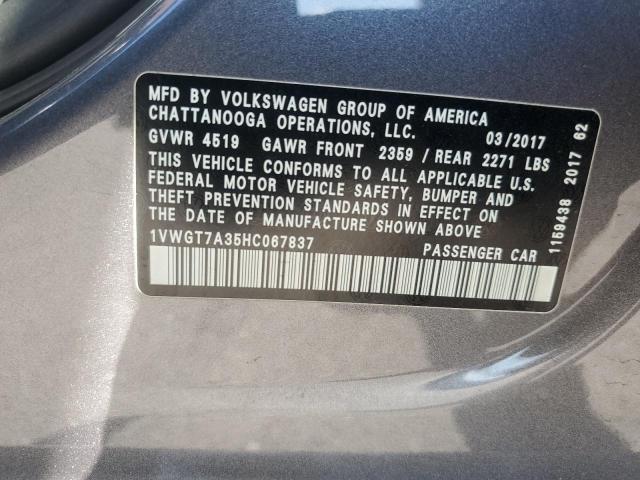 MFD BY VOLKSWAGEN GROUP OF AMERICA
CHATTANOOGA OPERATIONS, LLC. 03/2017
GVWR 4519 GAWR FRONT 2359 / REAR 2271 LBS
THIS VEHICLE CONFORMS TO ALL APPLICABLE U.S.
FEDERAL MOTOR VEHICLE SAFETY, BUMPER AND
THEFT PREVENTION STANDARDS IN EFFECT ON
THE DATE OF MANUFACTURE SHOWN ABOVE
1VWGT7A35HC067837 PASSENGER CAR
1159438 2017 62